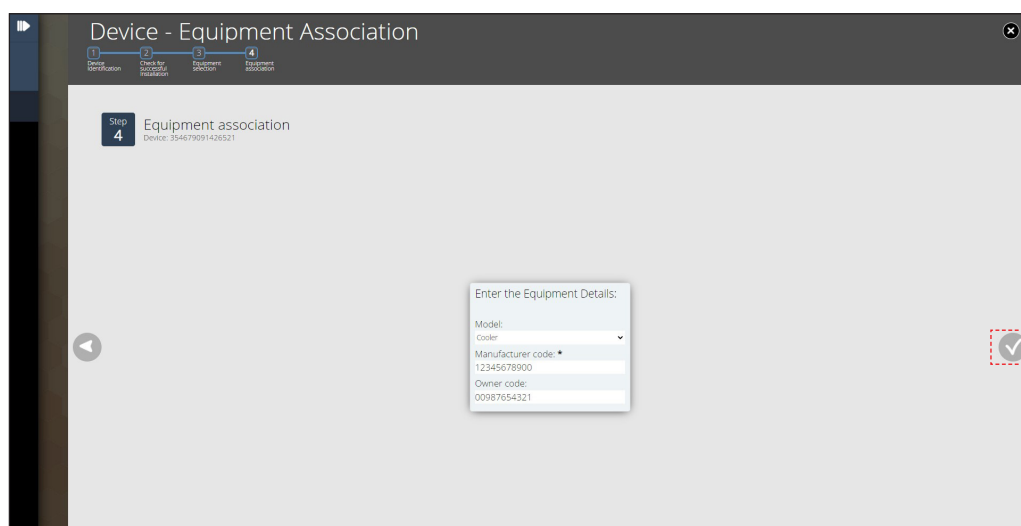 Device - Equipment Association
1 2 3 4
Device Identification
Check for successful installation
Equipment selection
Equipment association
Step 4
Equipment association
Device: 354679091426521
Enter the Equipment Details:
Model:
Cooler
Manufacturer code: *
12345678900
Owner code:
00987654321